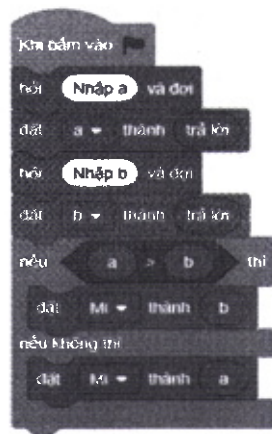 Khi bấm vào
hỏi Nhập a và đợi
đặt a thành trả lời
hỏi Nhập b và đợi
đặt b thành trả lời
nếu a > b thì
đặt Mi thành b
nếu không thì
đặt Mi thành a